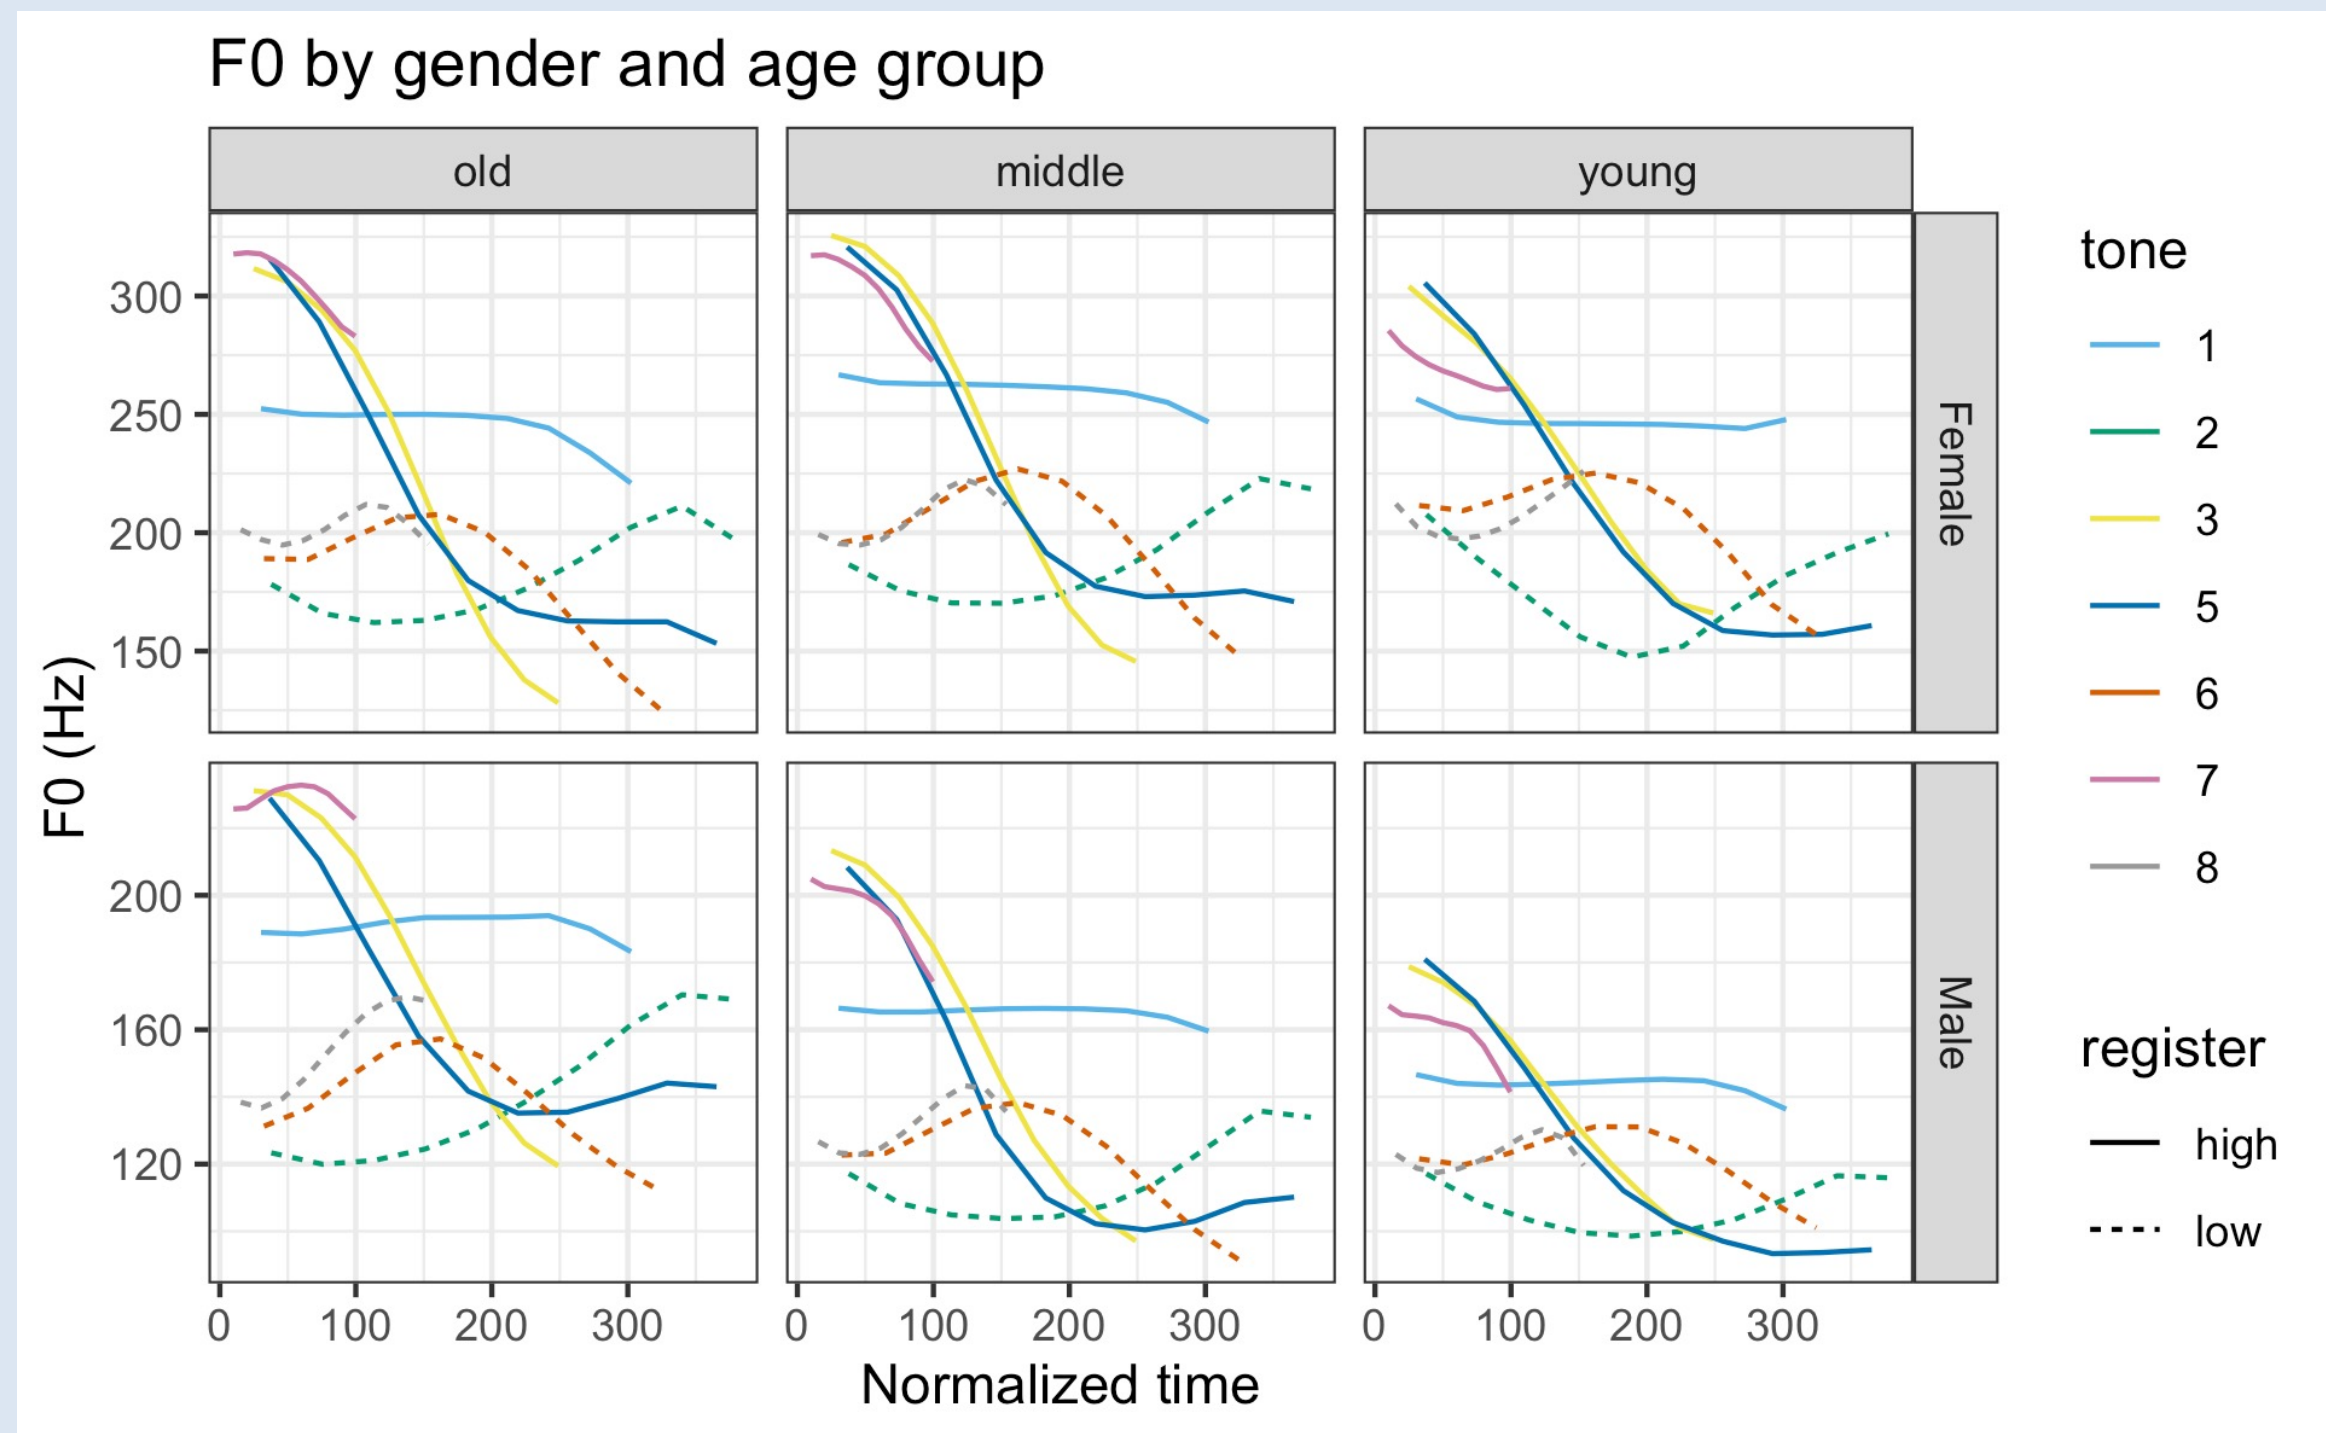 F0 by gender and age group
old
middle
young
300
250
200
150
Female
F0 (Hz)
200
160
120
Male
0 100 200 300
0 100 200 300
0 100 200 300
Normalized time
tone
1
2
3
5
6
7
8
register
high
low